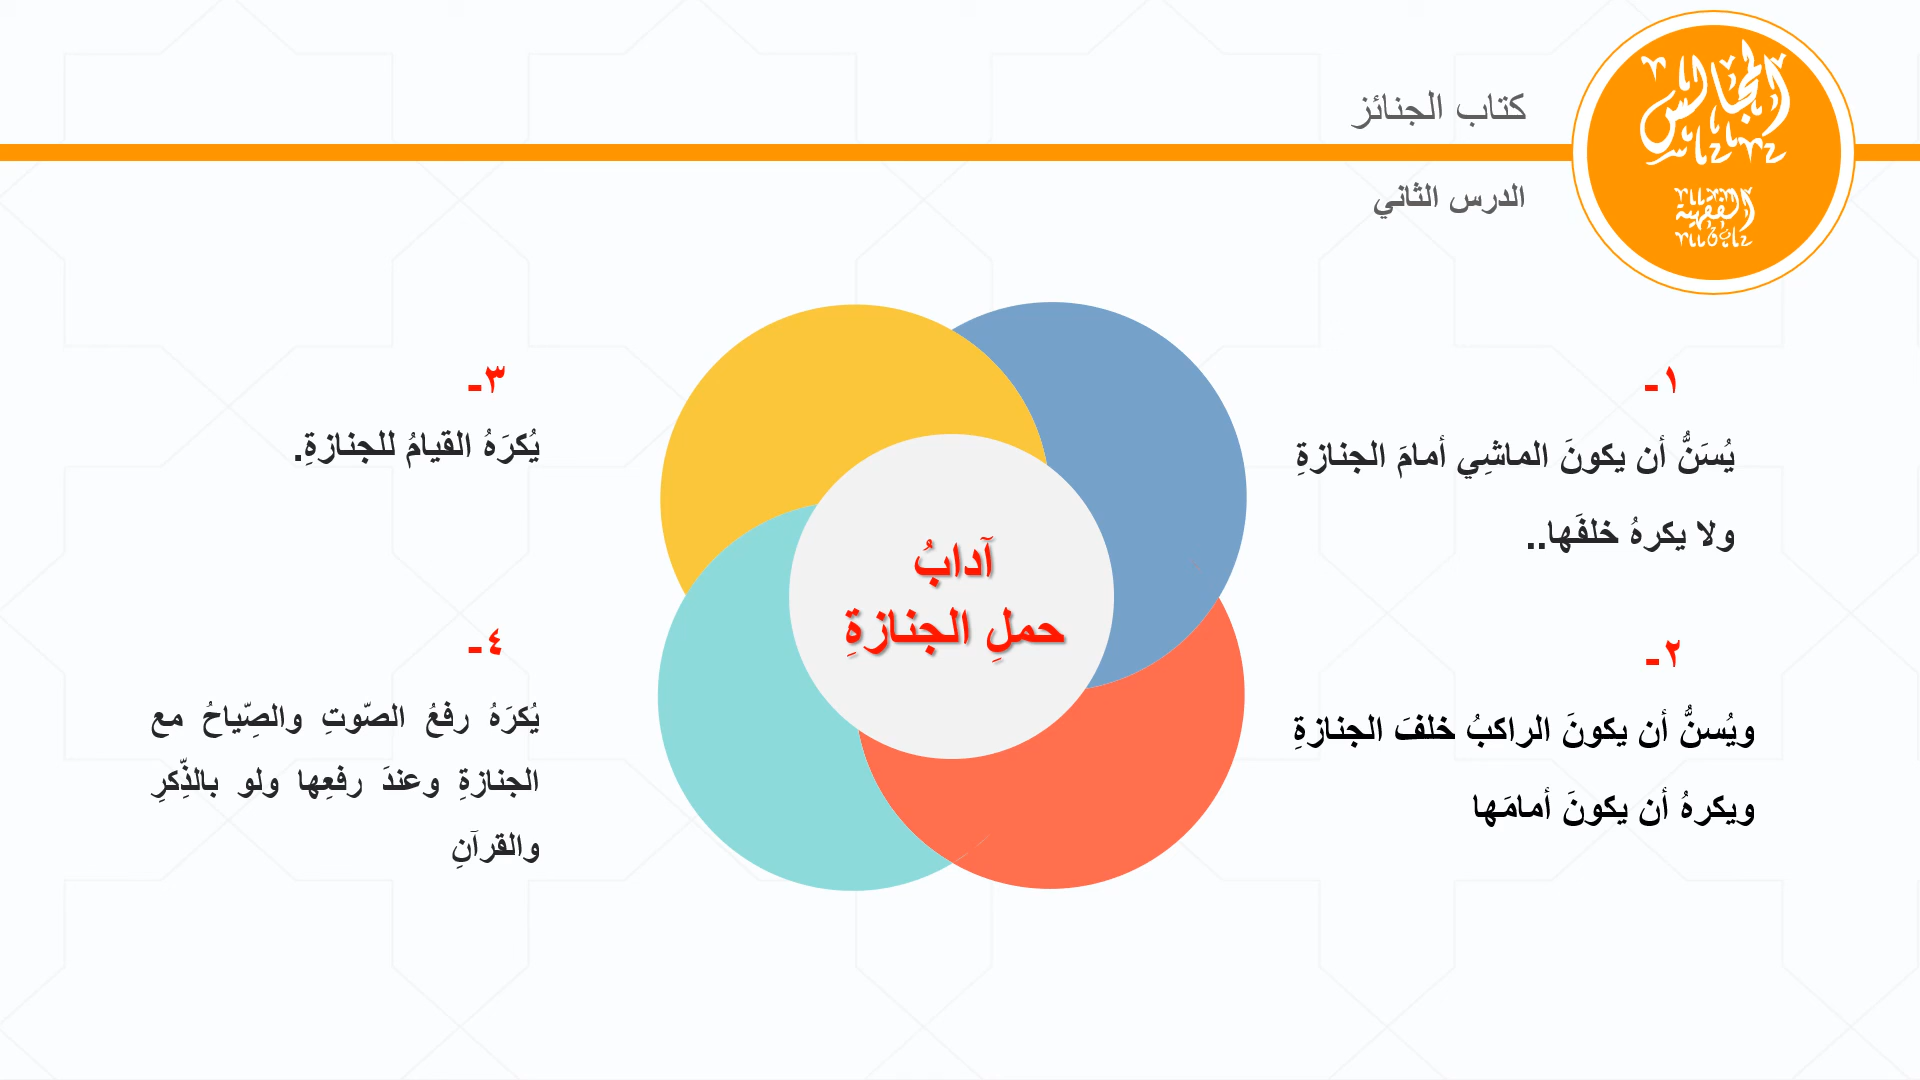 المجالس
الفقهية
كتاب الجنائز
الدرس الثاني
آدابُ
حملِ الجنازةِ
١-
يُسَنُّ أن يكونَ الماشِي أمامَ الجنازةِ
ولا يكرهُ خلفَها..
٢-
ويُسنُّ أن يكونَ الراكبُ خلفَ الجنازةِ
ويكرهُ أن يكونَ أمامَها
٣-
يُكرَهُ القيامُ للجنازةِ.
٤-
يُكرَهُ رفعُ الصّوتِ والصِّياحُ مع
الجنازةِ وعندَ رفعِها ولو بالذِّكرِ
والقرآنِ